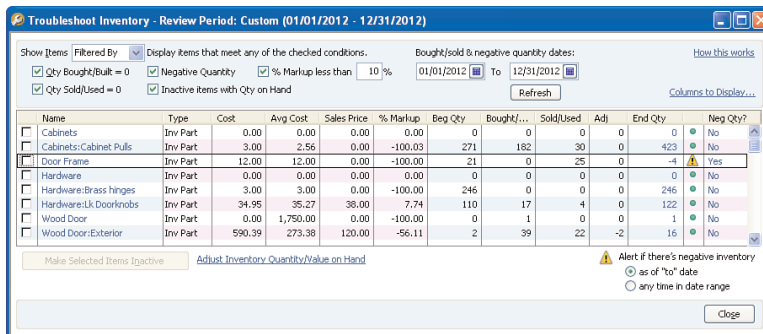 Troubleshoot Inventory - Review Period: Custom (01/01/2012 - 12/31/2012)
Show Items Filtered By Display items that meet any of the checked conditions. Bought/sold & negative quantity dates: How this works
Qty Bought/Built = 0 Negative Quantity % Markup less than 10 % 01/01/2012 To 12/31/2012
Qty Sold/Used = 0 Inactive items with Qty on Hand Refresh Columns to Display...
Name Type Cost Avg Cost Sales Price % Markup Beg Qty Bought/... Sold/Used Adj End Qty Neg Qty?
Cabinets Inv Part 0.00 0.00 0.00 0.00 0 0 0 0 0 No
Cabinets:Cabinet Pulls Inv Part 3.00 2.56 0.00 -100.03 271 182 30 0 423 No
Door Frame Inv Part 12.00 12.00 0.00 -100.00 21 0 25 0 -4 Yes
Hardware Inv Part 0.00 0.00 0.00 0.00 0 0 0 0 0 No
Hardware:Brass hinges Inv Part 3.00 3.00 0.00 -100.00 246 0 0 0 246 No
Hardware:Lk Doorknobs Inv Part 34.95 35.27 38.00 7.74 110 17 4 0 122 No
Wood Door Inv Part 0.00 1,750.00 0.00 -100.00 0 1 0 0 1 No
Wood Door:Exterior Inv Part 590.39 273.38 120.00 -56.11 2 39 22 -2 16 No
Make Selected Items Inactive Adjust Inventory Quantity/Value on Hand Alert if there's negative inventory
as of "to" date
any time in date range
Close